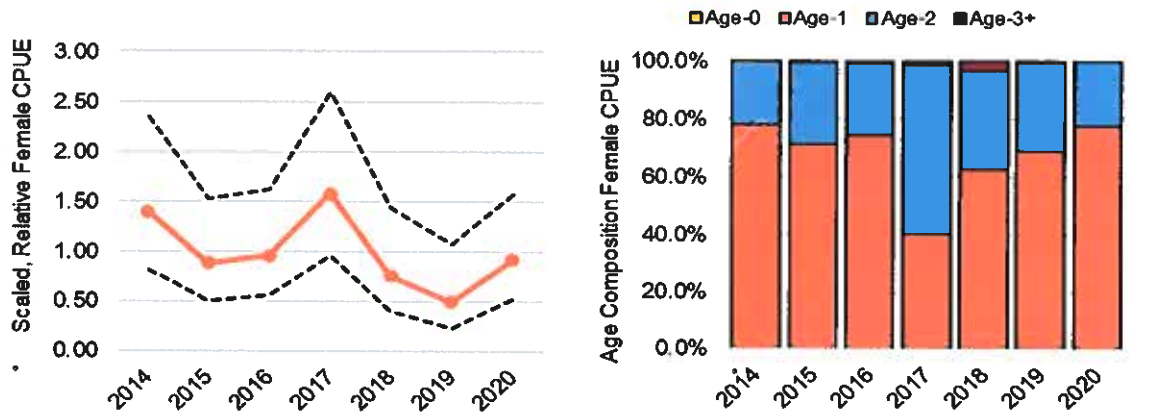 Scaled, Relative Female CPUE
3.00
2.50
2.00
1.50
1.00
0.50
0.00
2014 2015 2016 2017 2018 2019 2020
Age-0 Age-1 Age-2 Age-3+
Age Composition Female CPUE
100.0%
80.0%
60.0%
40.0%
20.0%
0.0%
2014 2015 2016 2017 2018 2019 2020